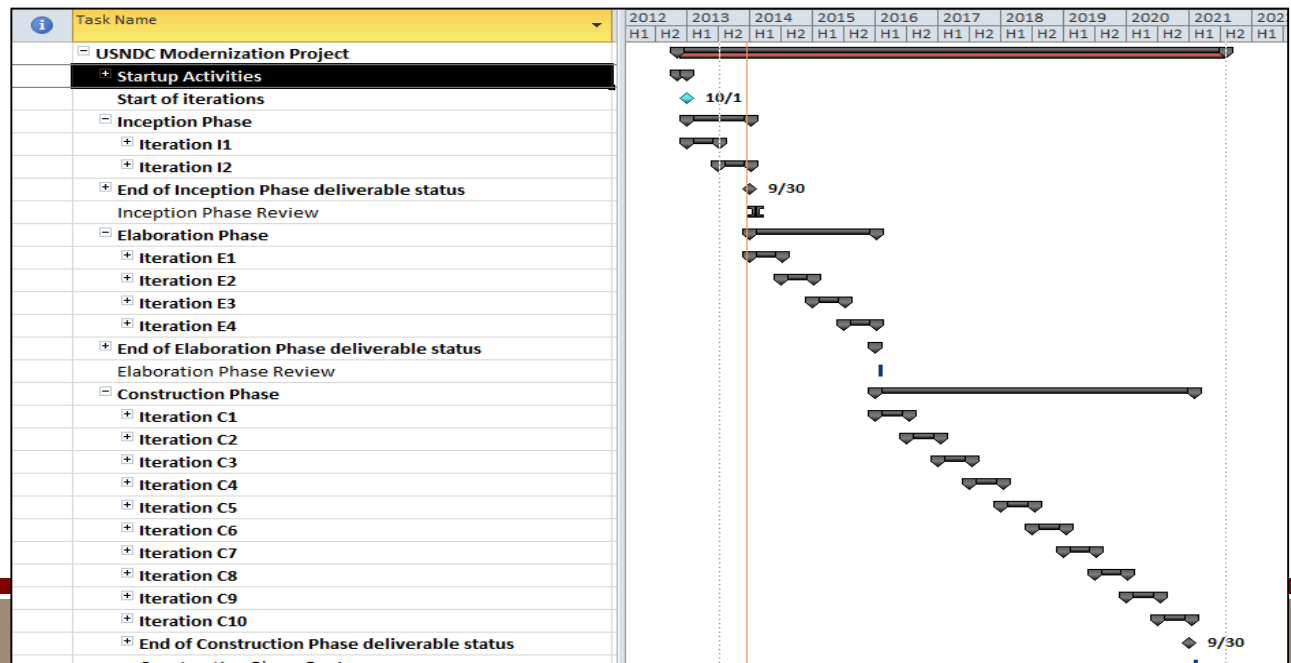 Task Name
2012 2013 2014 2015 2016 2017 2018 2019 2020 2021
H1 H2 H1 H2 H1 H2 H1 H2 H1 H2 H1 H2 H1 H2 H1 H2 H1 H2 H1 H2 H1
USNDC Modernization Project
Startup Activities
Start of iterations 10/1
Inception Phase
Iteration I1
Iteration I2
End of Inception Phase deliverable status 9/30
Inception Phase Review
Elaboration Phase
Iteration E1
Iteration E2
Iteration E3
Iteration E4
End of Elaboration Phase deliverable status
Elaboration Phase Review
Construction Phase
Iteration C1
Iteration C2
Iteration C3
Iteration C4
Iteration C5
Iteration C6
Iteration C7
Iteration C8
Iteration C9
Iteration C10
End of Construction Phase deliverable status 9/30